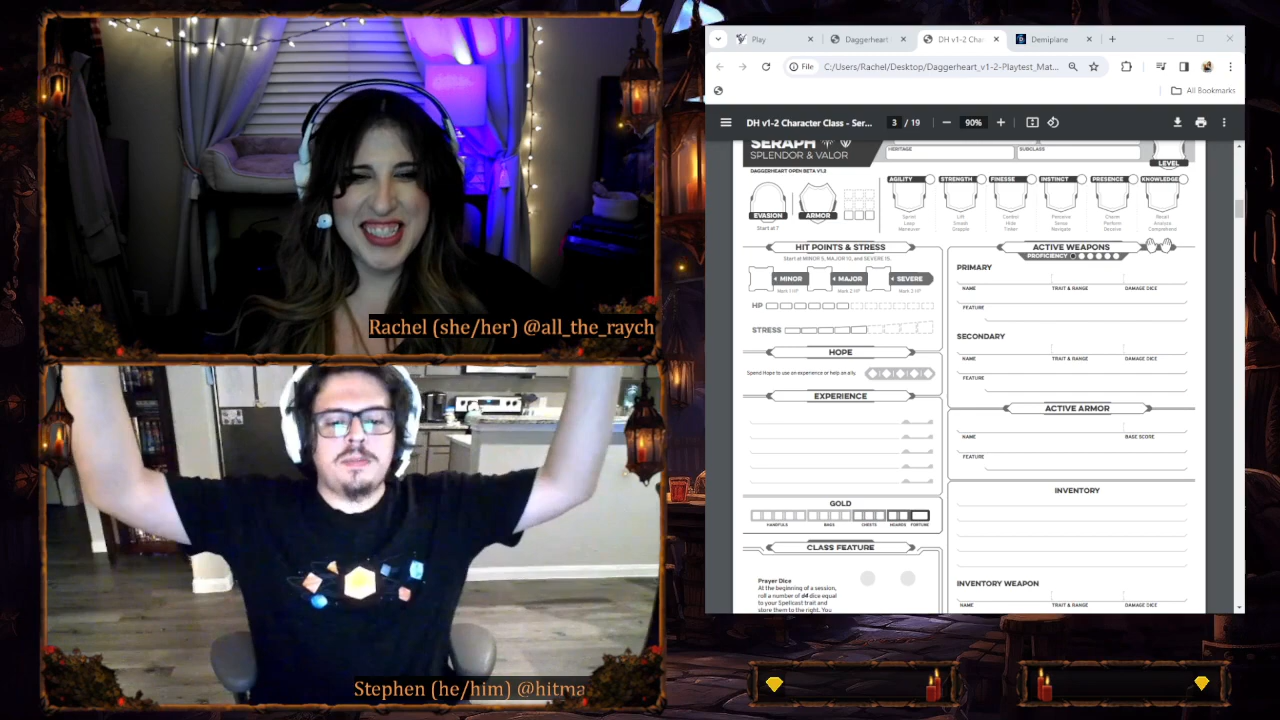 Rachel (she/her) @all_the_raych
Stephen (he/him) @hitma
Play
Daggerheart
DH v1-2 Cha
Demiplane
File
C:/Users/Rachel/Desktop/Daggerheart_v1-2-Playtest_Mat...
All Bookmarks
DH v1-2 Character Class - Ser...
3 / 19
90%
SERAPH
SPLENDOR & VALOR
DAGGERHEART OPEN BETA V1.2
HERITAGE
SUBCLASS
LEVEL
AGILITY STRENGTH FINESSE INSTINCT PRESENCE KNOWLEDGE
Sprint Lift Control Perceive Charm Recall
Leap Smash Hide Sense Perform Analyze
Maneuver Grapple Tinker Navigate Deceive Comprehend
EVASION
ARMOR
Start at 7
HIT POINTS & STRESS
Start at MINOR 5, MAJOR 10, and SEVERE 15.
MINOR MAJOR SEVERE
Mark 1 HP Mark 2 HP Mark 3 HP
HP
STRESS
HOPE
Spend Hope to use an experience or help an ally.
EXPERIENCE
GOLD
HANDFULS BAGS CHESTS HOARDS FORTUNE
CLASS FEATURE
Prayer Dice
At the beginning of a session,
roll a number of d4 dice equal
to your Spellcast trait and
store them to the right. You
ACTIVE WEAPONS
PROFICIENCY
PRIMARY
NAME TRAIT & RANGE DAMAGE DICE
FEATURE
SECONDARY
NAME TRAIT & RANGE DAMAGE DICE
FEATURE
ACTIVE ARMOR
NAME BASE SCORE
FEATURE
INVENTORY
INVENTORY WEAPON
NAME TRAIT & RANGE DAMAGE DICE